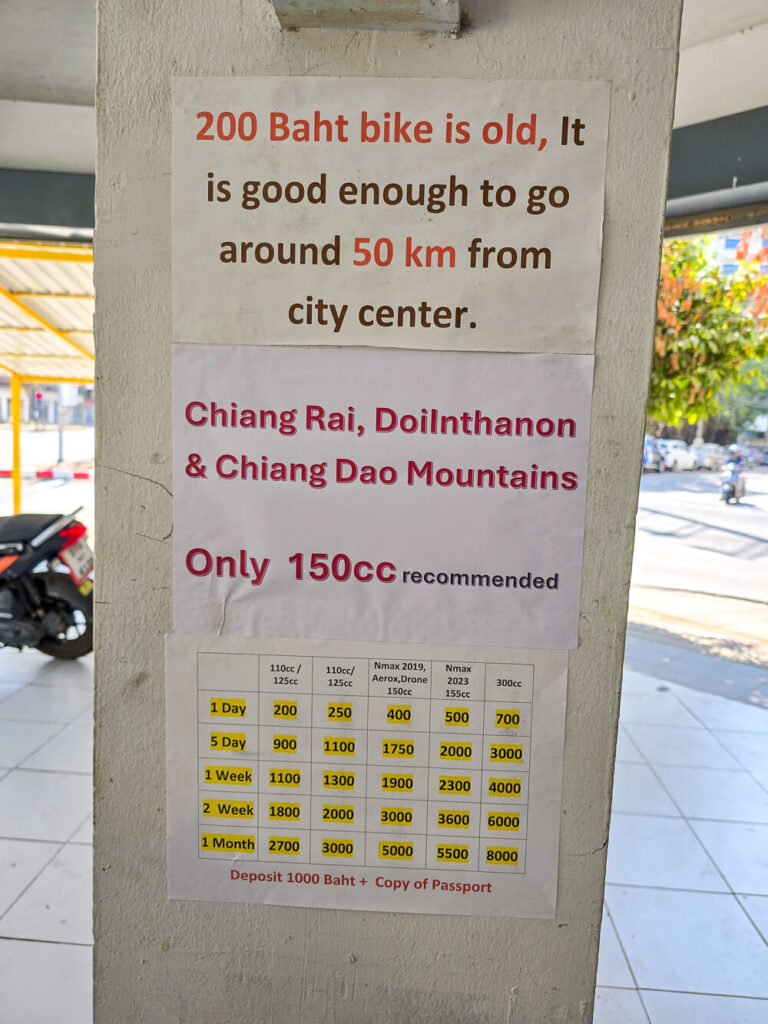 200 Baht bike is old, It
is good enough to go
around 50 km from
city center.
Chiang Rai, DoiInthanon
& Chiang Dao Mountains
Only 150cc recommended
110cc / 125cc 110cc/ 125cc Nmax 2019, Aerox,Drone 150cc Nmax 2023 155cc 300cc
1 Day 200 250 400 500 700
5 Day 900 1100 1750 2000 3000
1 Week 1100 1300 1900 2300 4000
2 Week 1800 2000 3000 3600 6000
1 Month 2700 3000 5000 5500 8000
Deposit 1000 Baht + Copy of Passport